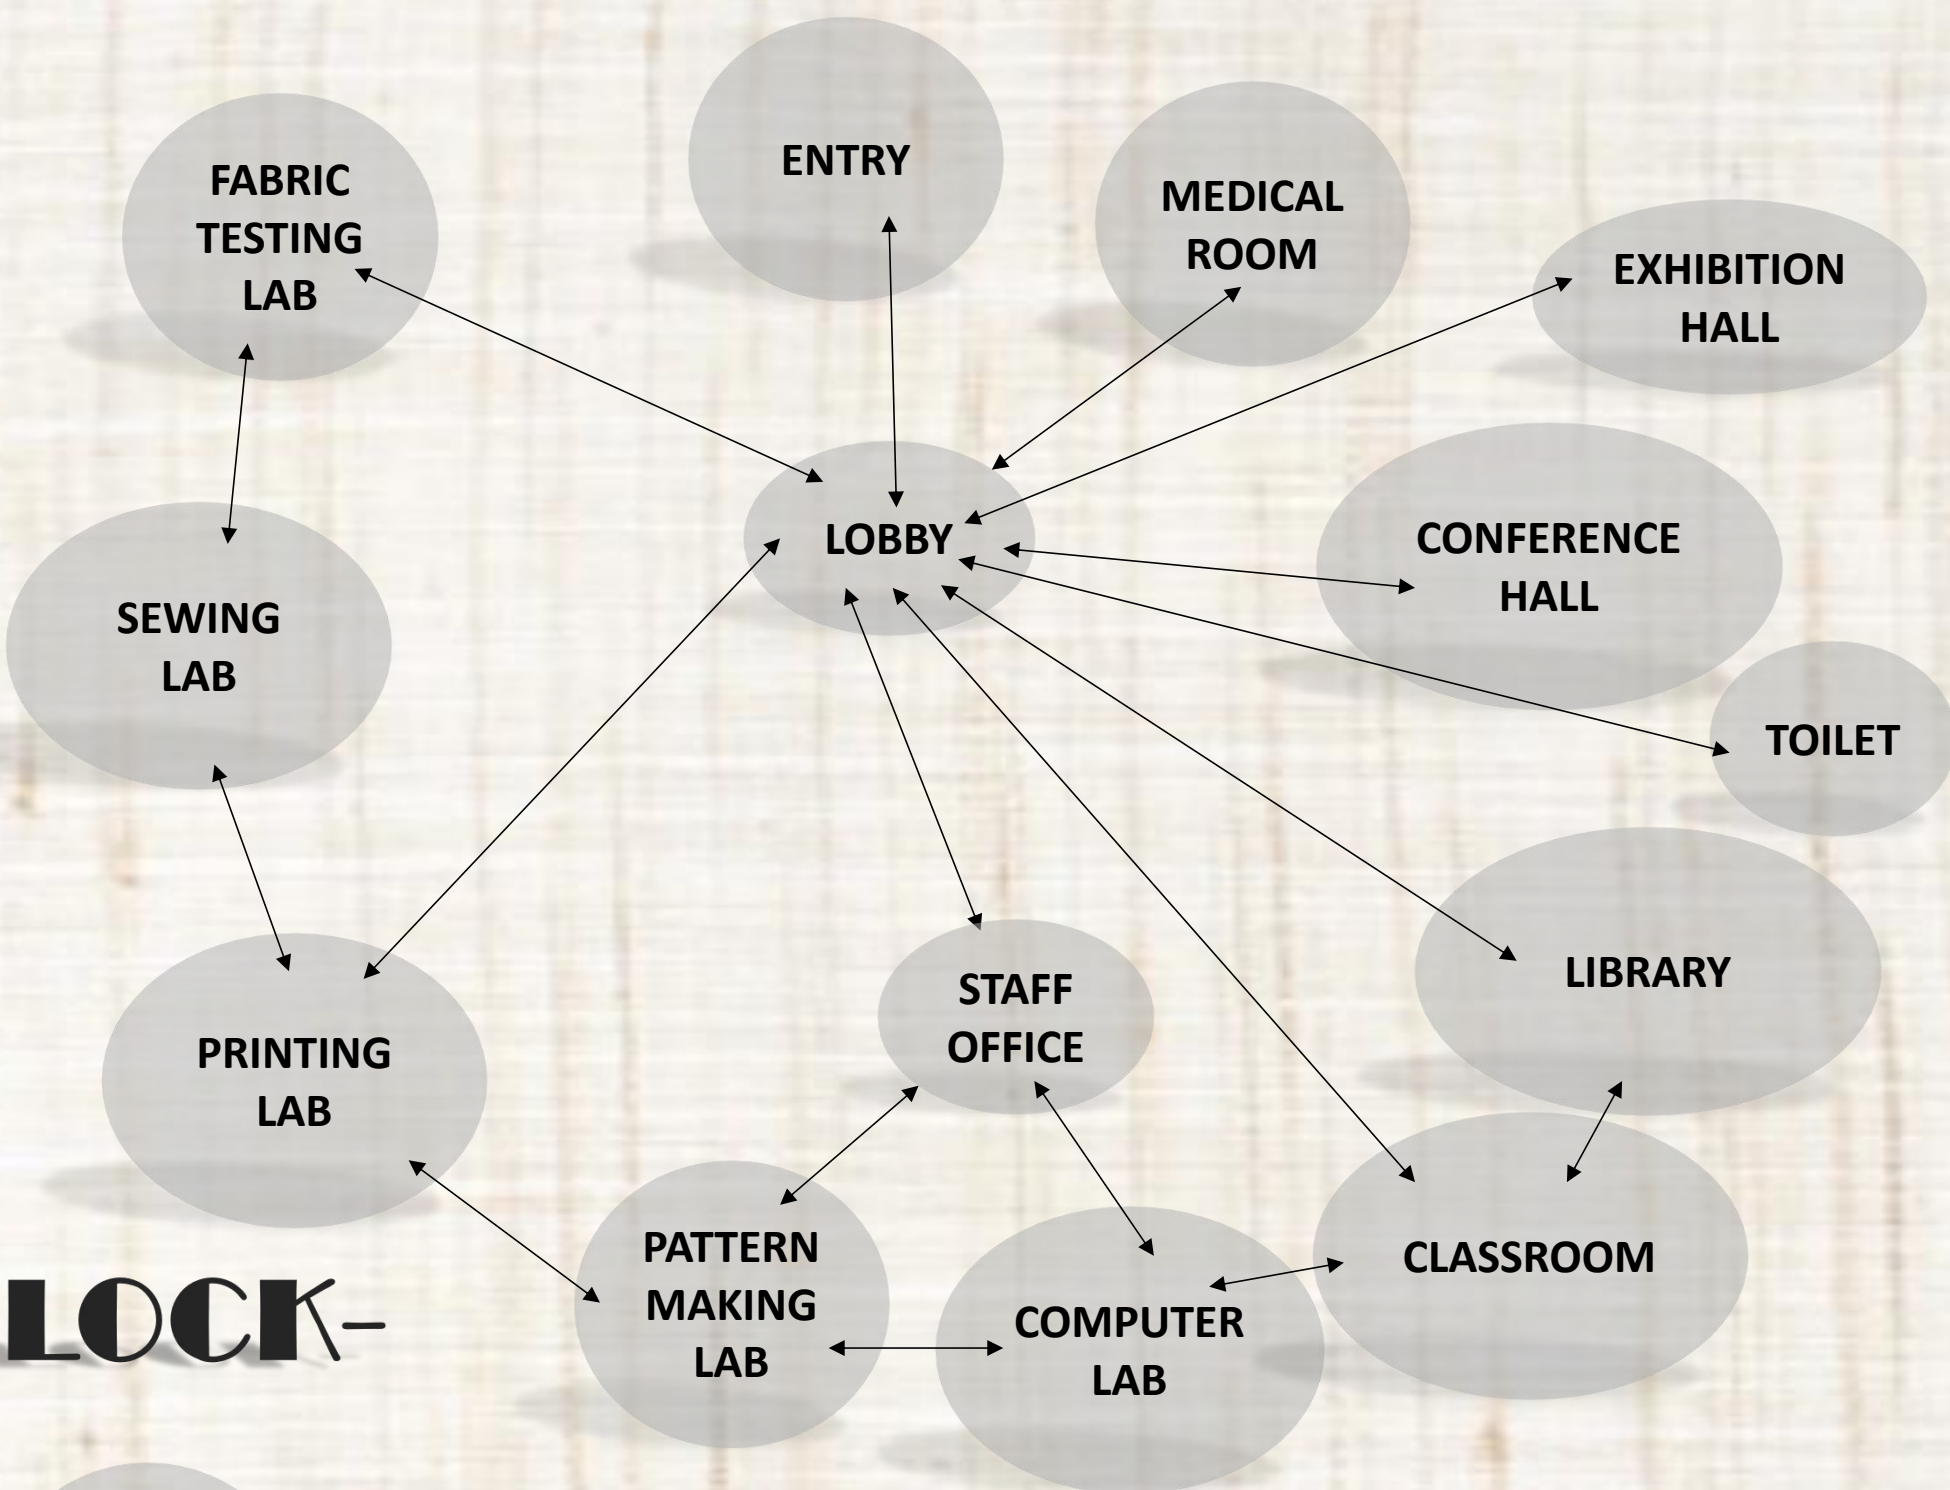 ENTRY
FABRIC
TESTING
LAB
MEDICAL
ROOM
EXHIBITION
HALL
LOBBY
CONFERENCE
HALL
SEWING
LAB
TOILET
LIBRARY
STAFF
OFFICE
PRINTING
LAB
PATTERN
MAKING
LAB
COMPUTER
LAB
CLASSROOM
LOCK-